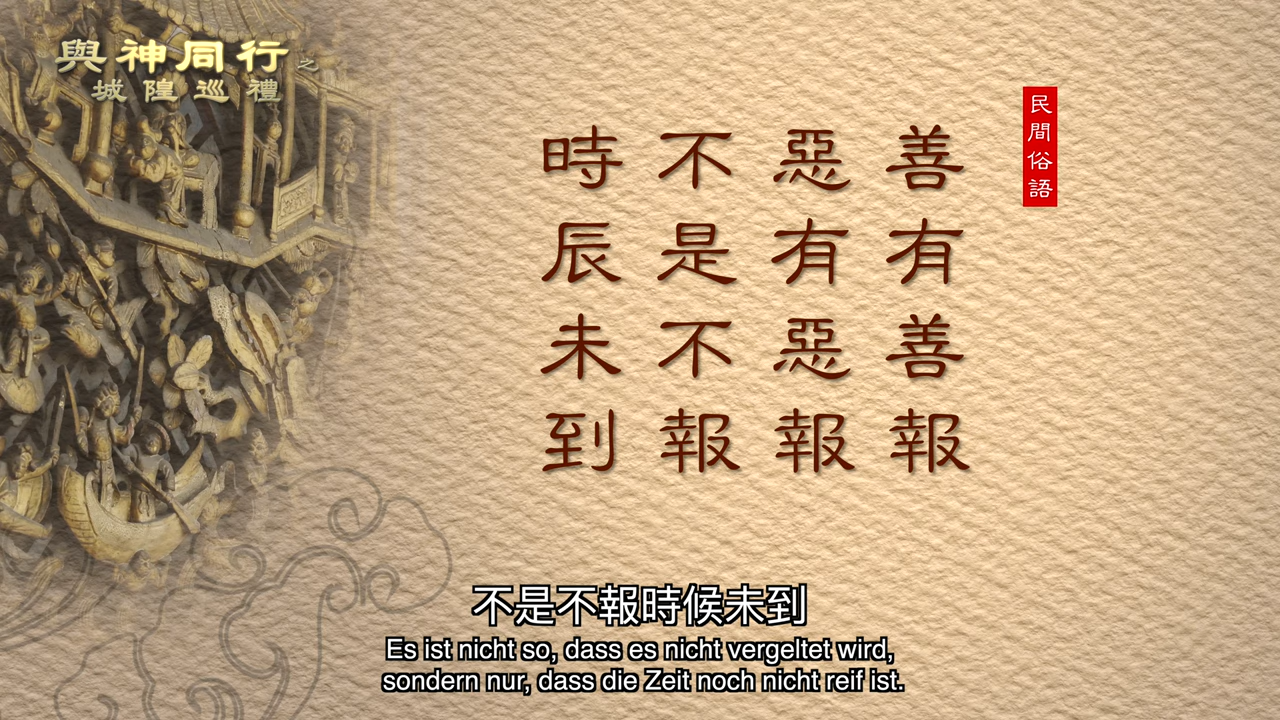 與神同行之
城隍巡禮
民間俗語
善有善報
惡有惡報
不是不報
時辰未到
不是不報時候未到
Es ist nicht so, dass es nicht vergeltet wird,
sondern nur, dass die Zeit noch nicht reif ist.